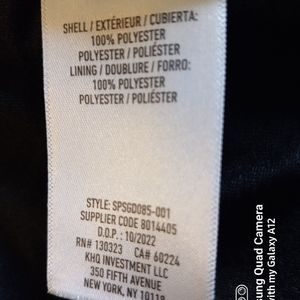 SHELL / EXTÉRIEUR / CUBIERTA:
100% POLYESTER
POLYESTER / POLIÉSTER
LINING / DOUBLURE / FORRO:
100% POLYESTER
POLYESTER / POLIÉSTER
STYLE: SPSGD085-001
SUPPLIER CODE 8014405
D.O.P. : 10/2022
RN# 130323 CA# 60224
KHQ INVESTMENT LLC
350 FIFTH AVENUE
NEW YORK, NY 10118
sung Quad Camera
with my Galaxy A12